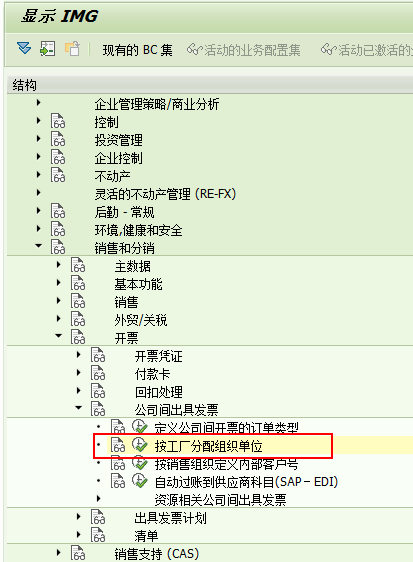 显示 IMG
现有的 BC 集 活动的业务配置集 活动已激活的
结构
企业管理策略/商业分析
控制
投资管理
企业控制
不动产
灵活的不动产管理 (RE-FX)
后勤 - 常规
环境,健康和安全
销售和分销
主数据
基本功能
销售
外贸/关税
开票
开票凭证
付款卡
回扣处理
公司间出具发票
定义公司间开票的订单类型
按工厂分配组织单位
按销售组织定义内部客户号
自动过账到供应商科目(SAP - EDI)
资源相关公司间出具发票
出具发票计划
清单
销售支持 (CAS)